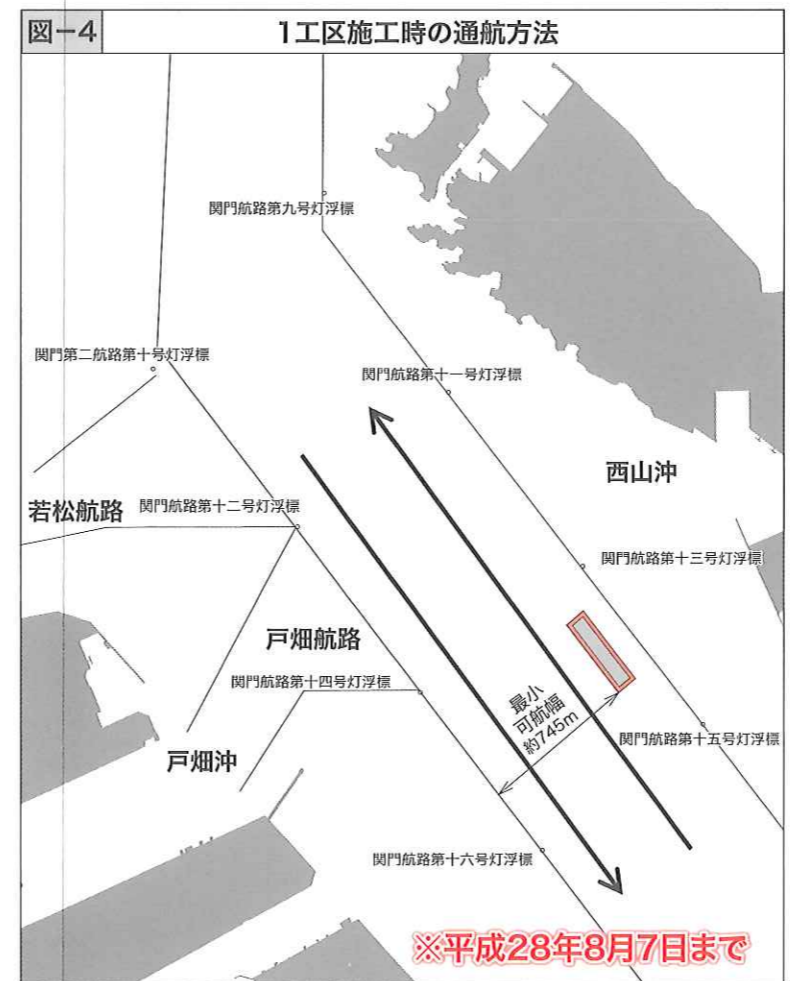 図－4
1工区施工時の通航方法
関門航路第九号灯浮標
関門第二航路第十号灯浮標
関門航路第十一号灯浮標
西山沖
若松航路
関門航路第十二号灯浮標
関門航路第十三号灯浮標
戸畑航路
関門航路第十四号灯浮標
最小
可航幅
約745m
関門航路第十五号灯浮標
戸畑沖
関門航路第十六号灯浮標
※平成28年8月7日まで